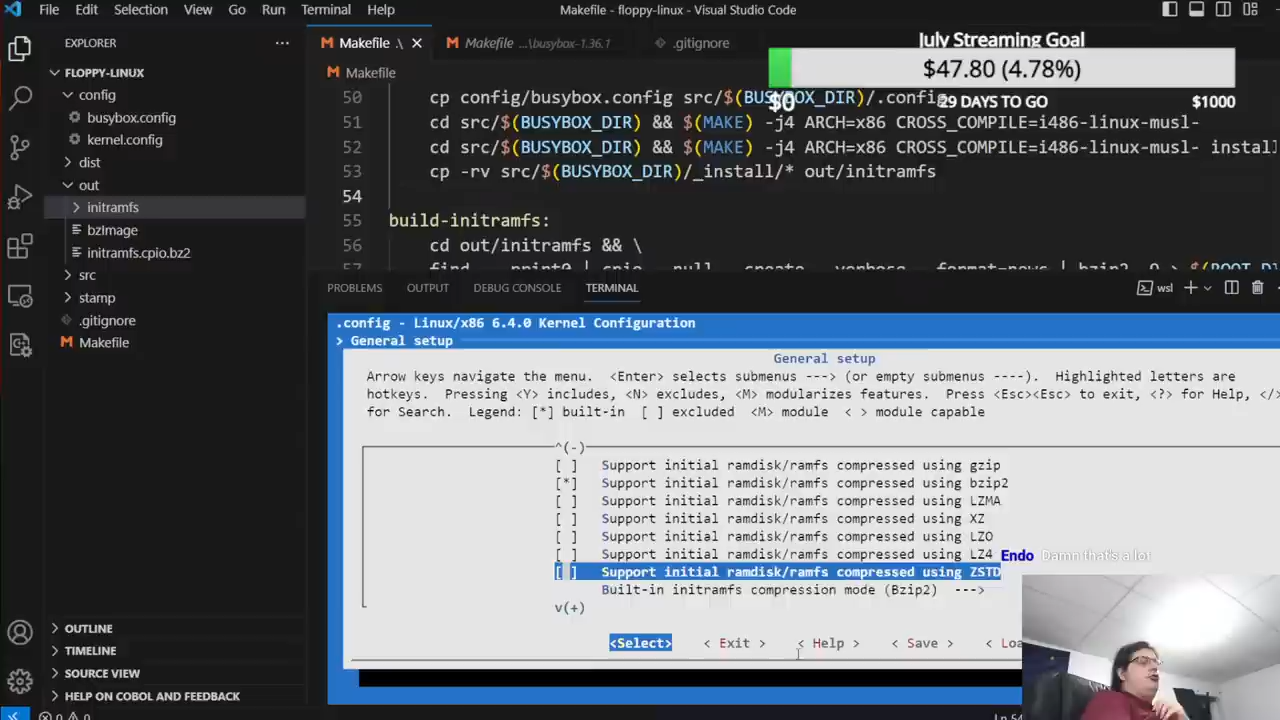 File Edit Selection View Go Run Terminal Help
Makefile - floppy-linux - Visual Studio Code
EXPLORER
FLOPPY-LINUX
config
busybox.config
kernel.config
dist
out
initramfs
bzImage
initramfs.cpio.bz2
src
stamp
.gitignore
Makefile
OUTLINE
TIMELINE
SOURCE VIEW
HELP ON COBOL AND FEEDBACK
0 0
Makefile .\
Makefile ...\busybox-1.36.1
.gitignore
Makefile
July Streaming Goal
$47.80 (4.78%)
$0 29 DAYS TO GO $1000
50 cp config/busybox.config src/$(BUSYBOX_DIR)/.config
51 cd src/$(BUSYBOX_DIR) && $(MAKE) -j4 ARCH=x86 CROSS_COMPILE=i486-linux-musl-
52 cd src/$(BUSYBOX_DIR) && $(MAKE) -j4 ARCH=x86 CROSS_COMPILE=i486-linux-musl- install
53 cp -rv src/$(BUSYBOX_DIR)/_install/* out/initramfs
54
55 build-initramfs:
56 cd out/initramfs && \
PROBLEMS OUTPUT DEBUG CONSOLE TERMINAL
wsl
.config - Linux/x86 6.4.0 Kernel Configuration
> General setup
General setup
Arrow keys navigate the menu. <Enter> selects submenus ---> (or empty submenus ----). Highlighted letters are
hotkeys. Pressing <Y> includes, <N> excludes, <M> modularizes features. Press <Esc><Esc> to exit, <?> for Help, </>
for Search. Legend: [*] built-in [ ] excluded <M> module < > module capable
^(-)
[ ] Support initial ramdisk/ramfs compressed using gzip
[*] Support initial ramdisk/ramfs compressed using bzip2
[ ] Support initial ramdisk/ramfs compressed using LZMA
[ ] Support initial ramdisk/ramfs compressed using XZ
[ ] Support initial ramdisk/ramfs compressed using LZO
[ ] Support initial ramdisk/ramfs compressed using LZ4
[ ] Support initial ramdisk/ramfs compressed using ZSTD
Built-in initramfs compression mode (Bzip2) --->
v(+)
<Select> < Exit > < Help > < Save >
Endo Damn that's a lot